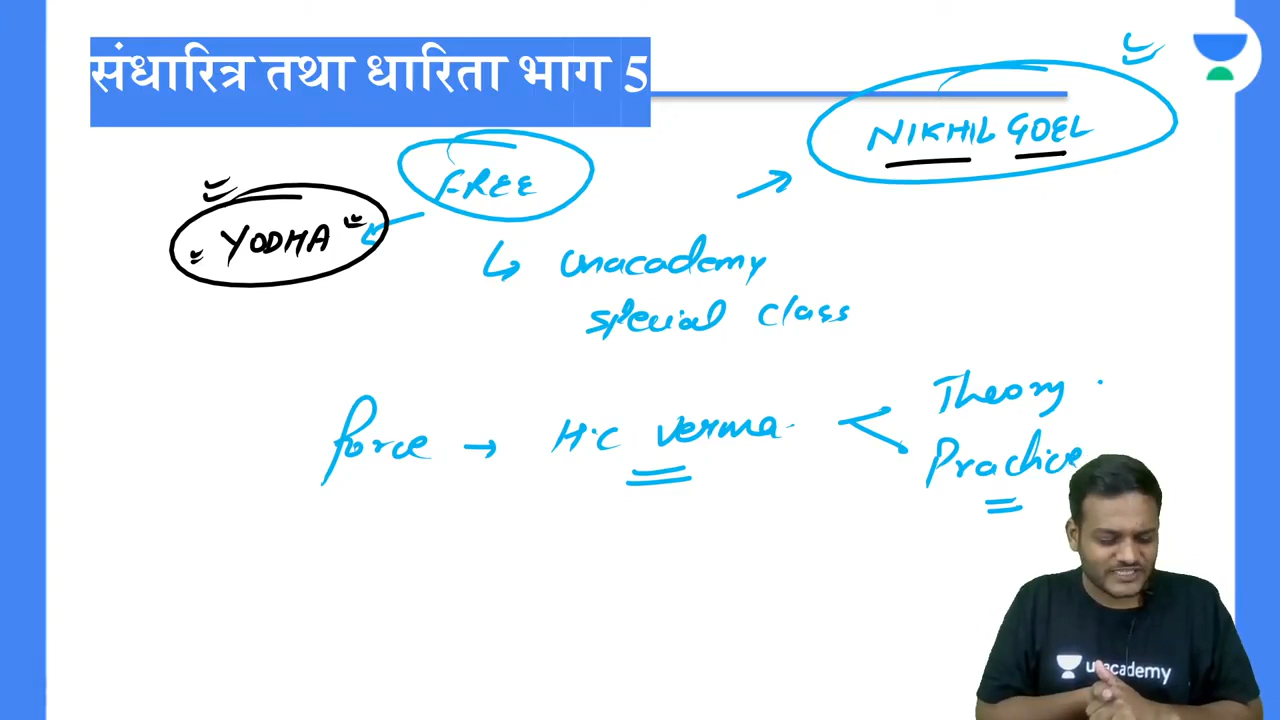 संधारित्र तथा धारिता भाग 5
NIKHIL GOEL
FREE
YODHA
unacademy
special class
force → H.C Verma
Theory
Practice
unacademy